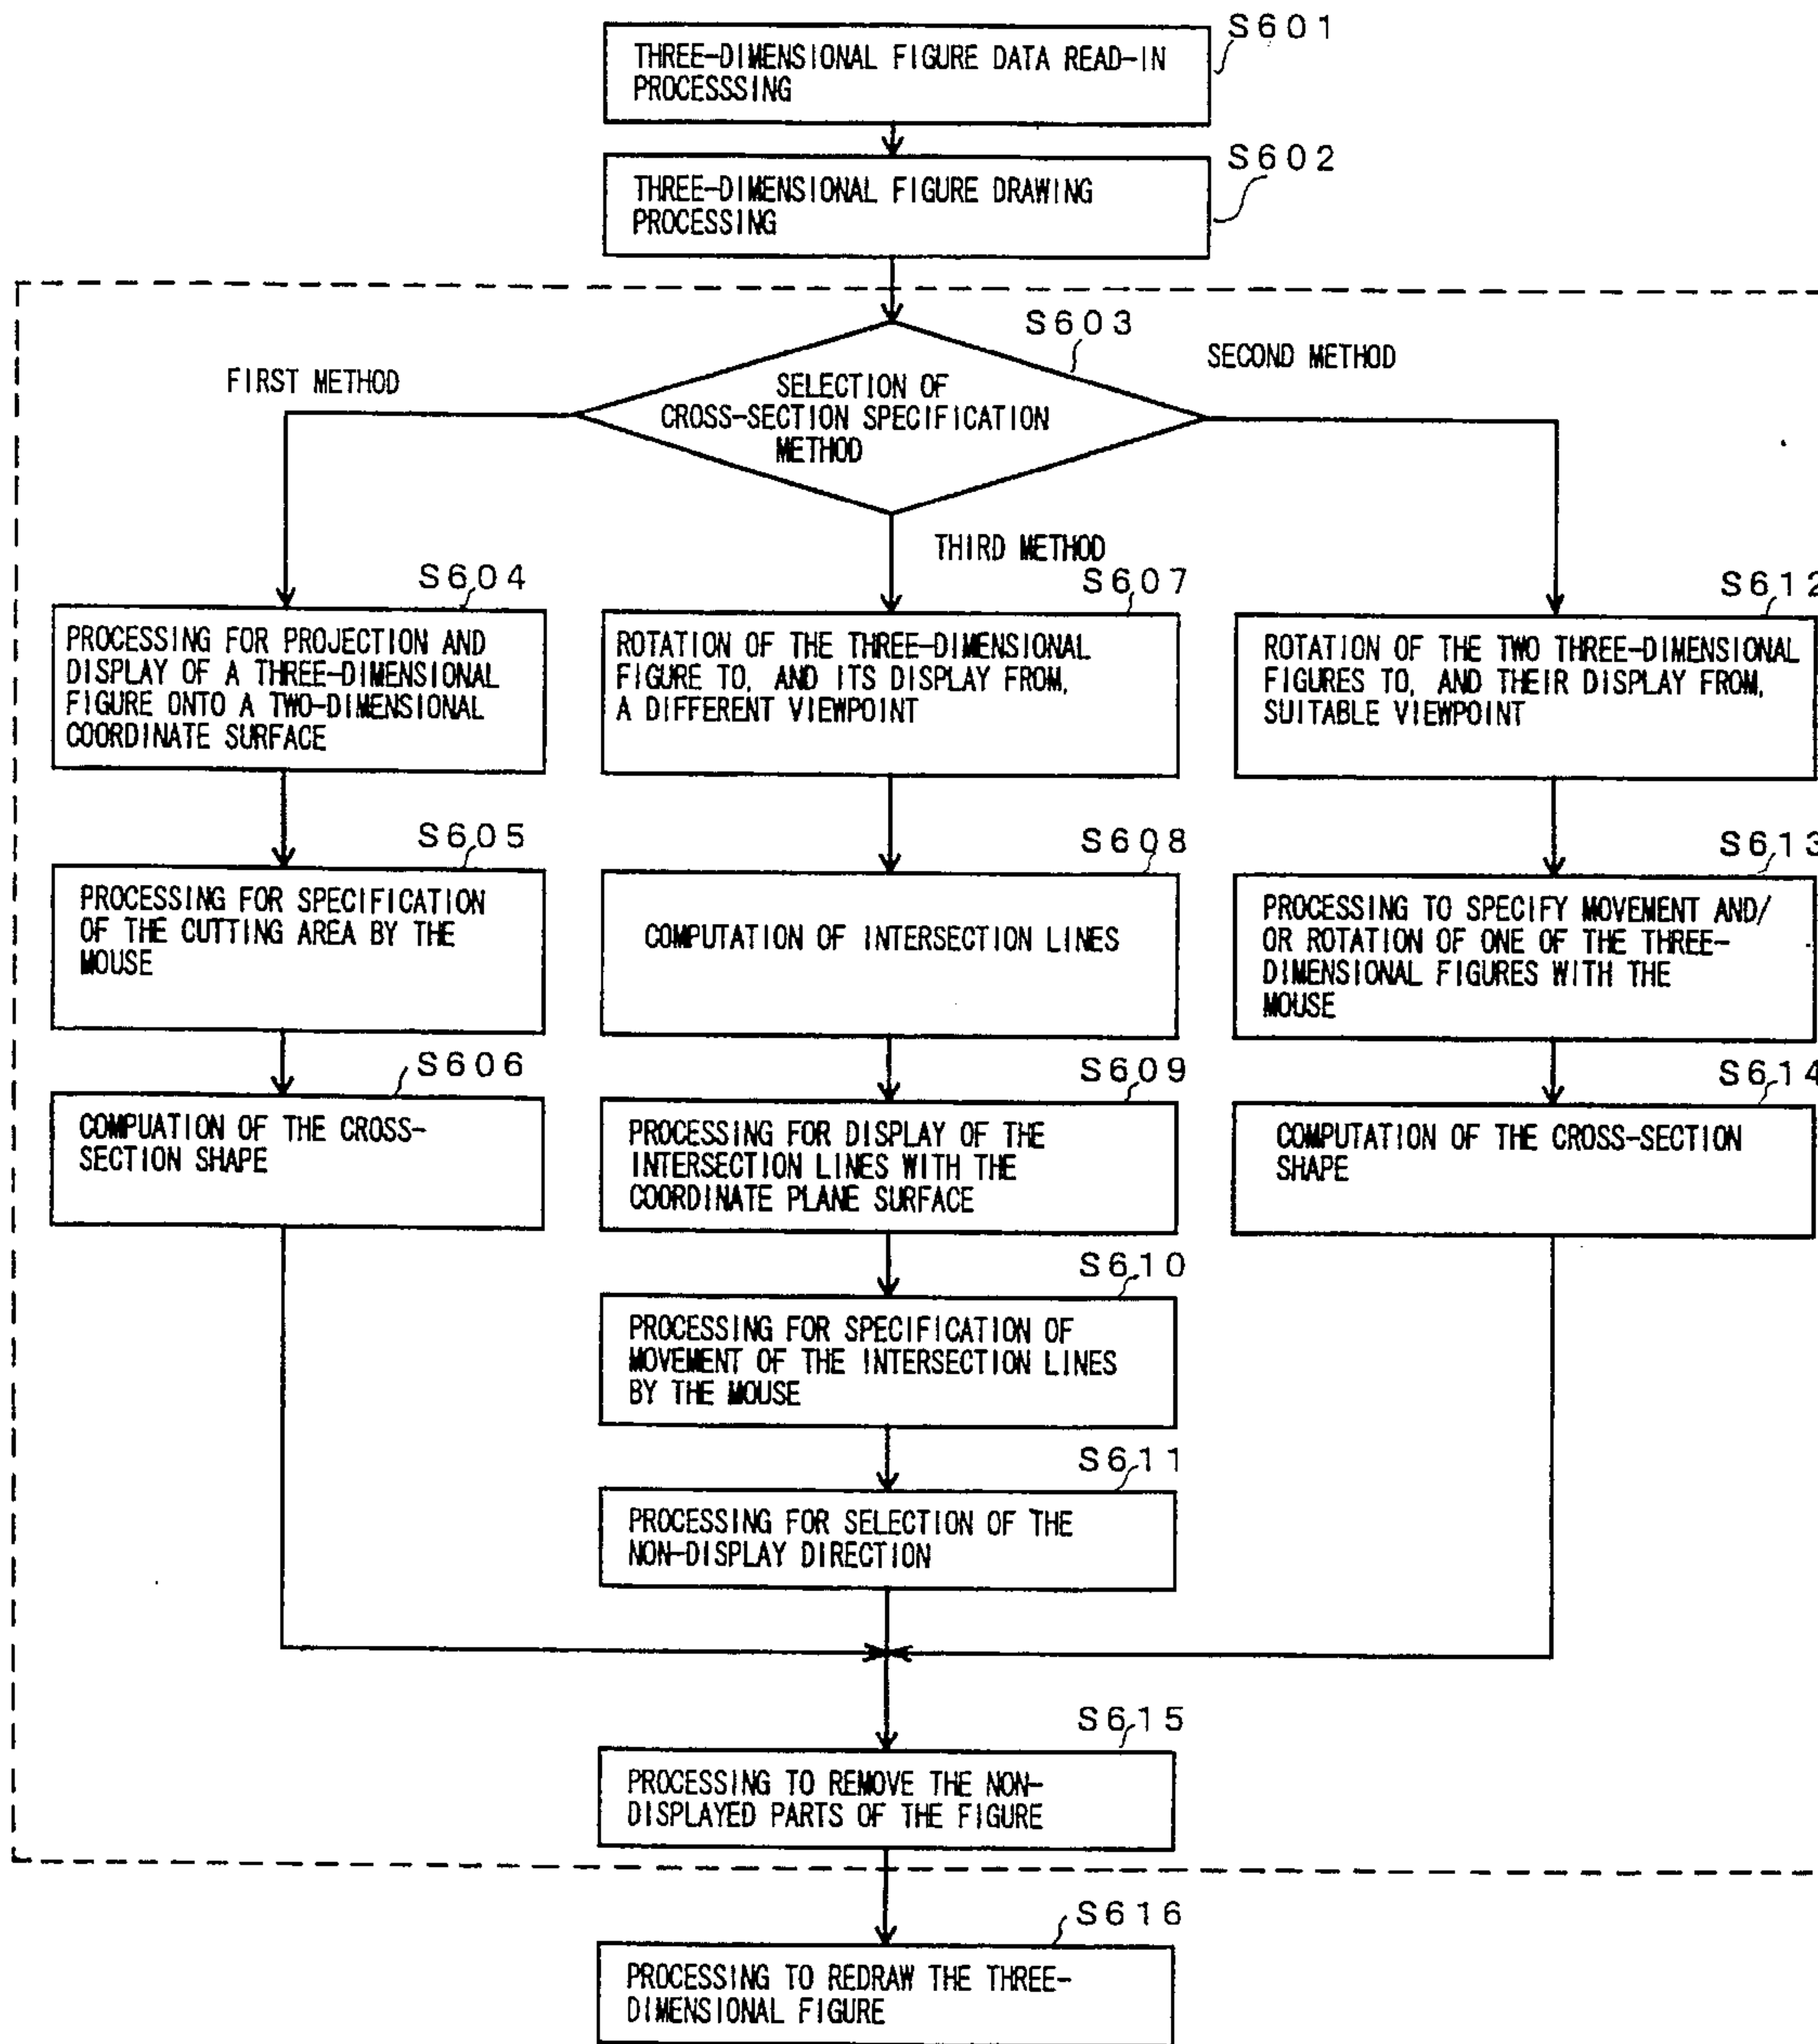 S601
THREE-DIMENSIONAL FIGURE DATA READ-IN
PROCESSSING
S602
THREE-DIMENSIONAL FIGURE DRAWING
PROCESSING
S603
FIRST METHOD
SECOND METHOD
SELECTION OF
CROSS-SECTION SPECIFICATION
METHOD
THIRD METHOD
S604
PROCESSING FOR PROJECTION AND
DISPLAY OF A THREE-DIMENSIONAL
FIGURE ONTO A TWO-DIMENSIONAL
COORDINATE SURFACE
S605
PROCESSING FOR SPECIFICATION
OF THE CUTTING AREA BY THE
MOUSE
S606
COMPUATION OF THE CROSS-
SECTION SHAPE
S607
ROTATION OF THE THREE-DIMENSIONAL
FIGURE TO, AND ITS DISPLAY FROM,
A DIFFERENT VIEWPOINT
S608
COMPUTATION OF INTERSECTION LINES
S609
PROCESSING FOR DISPLAY OF THE
INTERSECTION LINES WITH THE
COORDINATE PLANE SURFACE
S610
PROCESSING FOR SPECIFICATION OF
MOVEMENT OF THE INTERSECTION LINES
BY THE MOUSE
S611
PROCESSING FOR SELECTION OF THE
NON-DISPLAY DIRECTION
S612
ROTATION OF THE TWO THREE-DIMENSIONAL
FIGURES TO, AND THEIR DISPLAY FROM,
SUITABLE VIEWPOINT
S613
PROCESSING TO SPECIFY MOVEMENT AND/
OR ROTATION OF ONE OF THE THREE-
DIMENSIONAL FIGURES WITH THE
MOUSE
S614
COMPUTATION OF THE CROSS-SECTION
SHAPE
S615
PROCESSING TO REMOVE THE NON-
DISPLAYED PARTS OF THE FIGURE
S616
PROCESSING TO REDRAW THE THREE-
DIMENSIONAL FIGURE